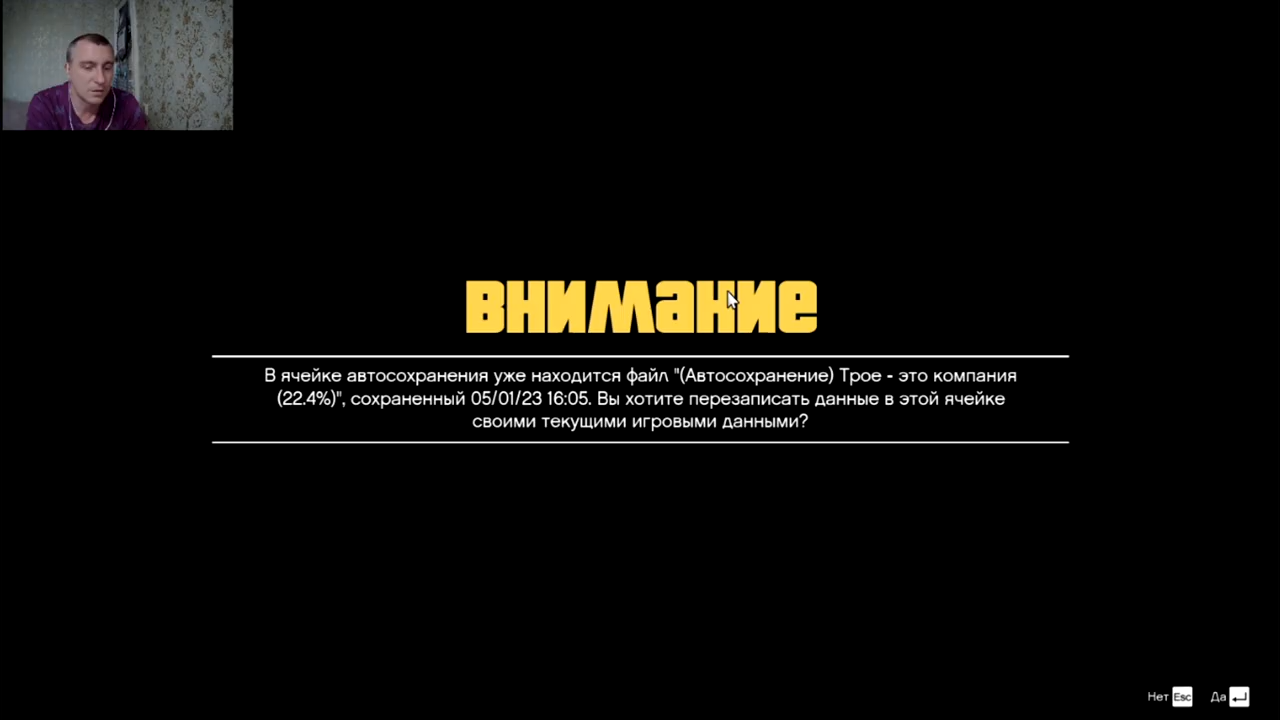 внимание
В ячейке автосохранения уже находится файл "(Автосохранение) Трое - это компания
(22.4%)", сохраненный 05/01/23 16:05. Вы хотите перезаписать данные в этой ячейке
своими текущими игровыми данными?
Нет Esc Да